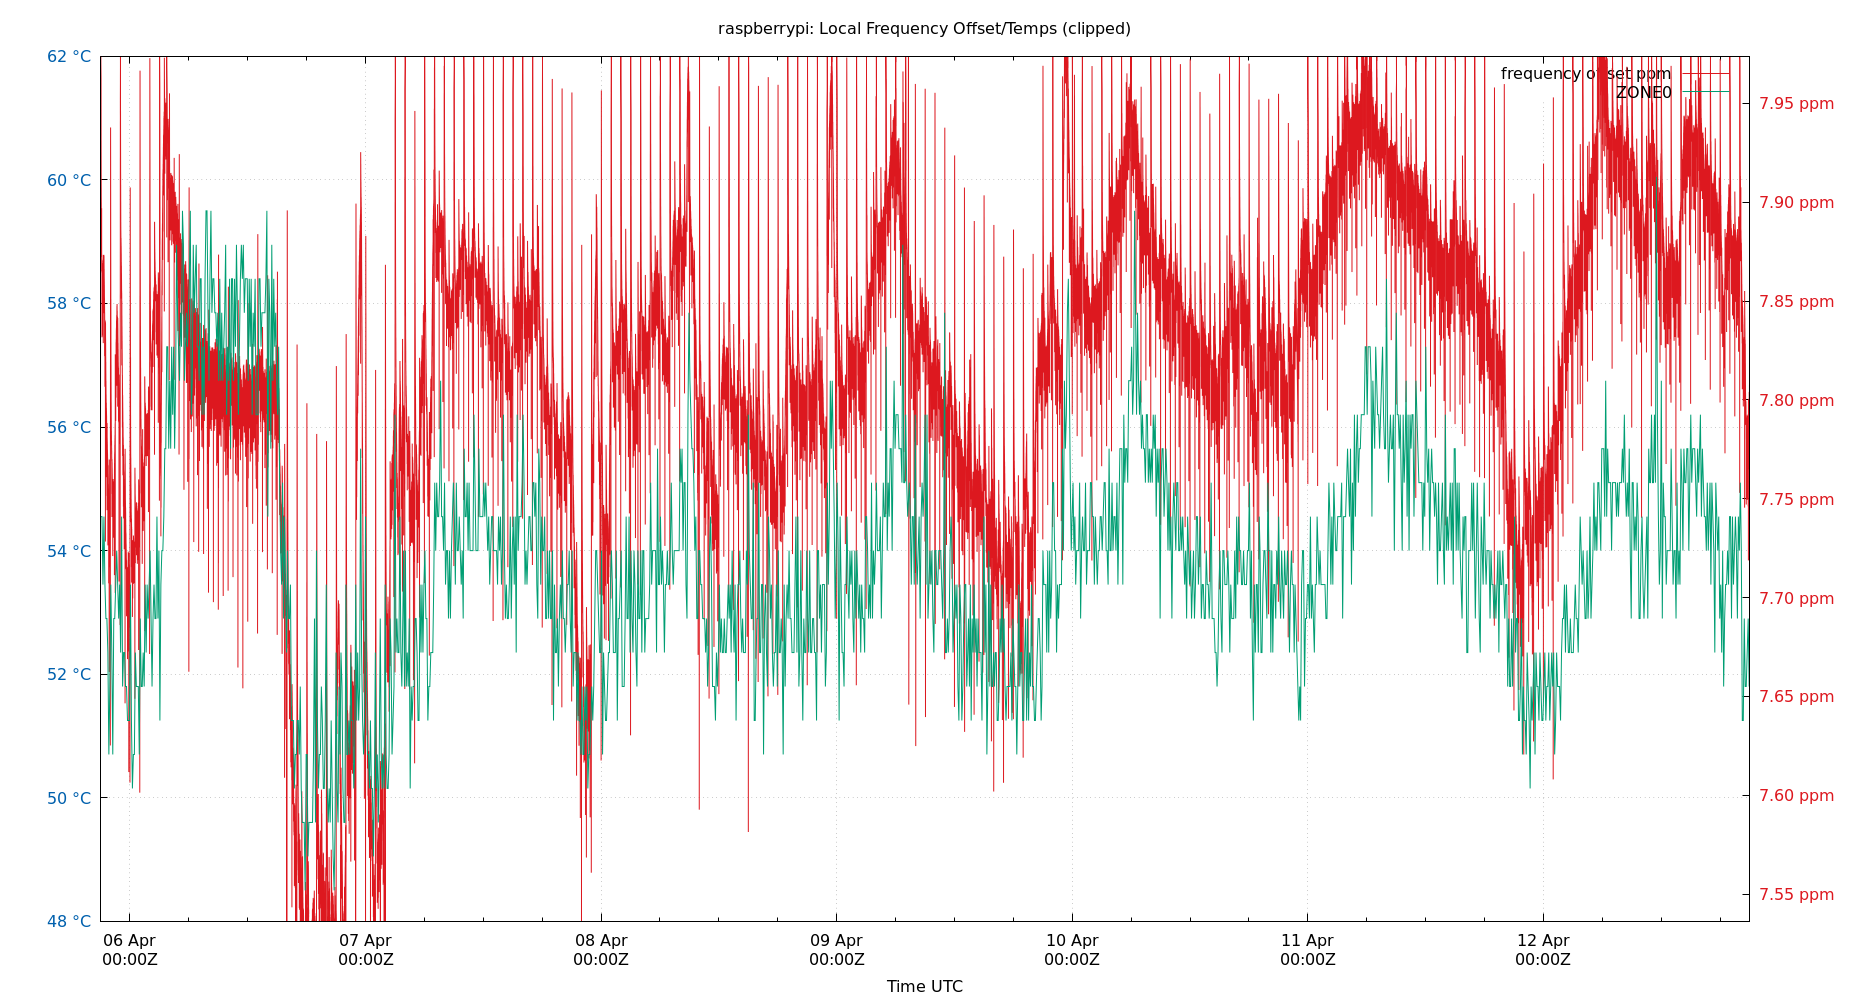 raspberrypi: Local Frequency Offset/Temps (clipped)
62 °C
60 °C
58 °C
56 °C
54 °C
52 °C
50 °C
48 °C
frequency offset ppm
ZONE0
7.95 ppm
7.90 ppm
7.85 ppm
7.80 ppm
7.75 ppm
7.70 ppm
7.65 ppm
7.60 ppm
7.55 ppm
06 Apr 07 Apr 08 Apr 09 Apr 10 Apr 11 Apr 12 Apr
00:00Z 00:00Z 00:00Z 00:00Z 00:00Z 00:00Z 00:00Z
Time UTC